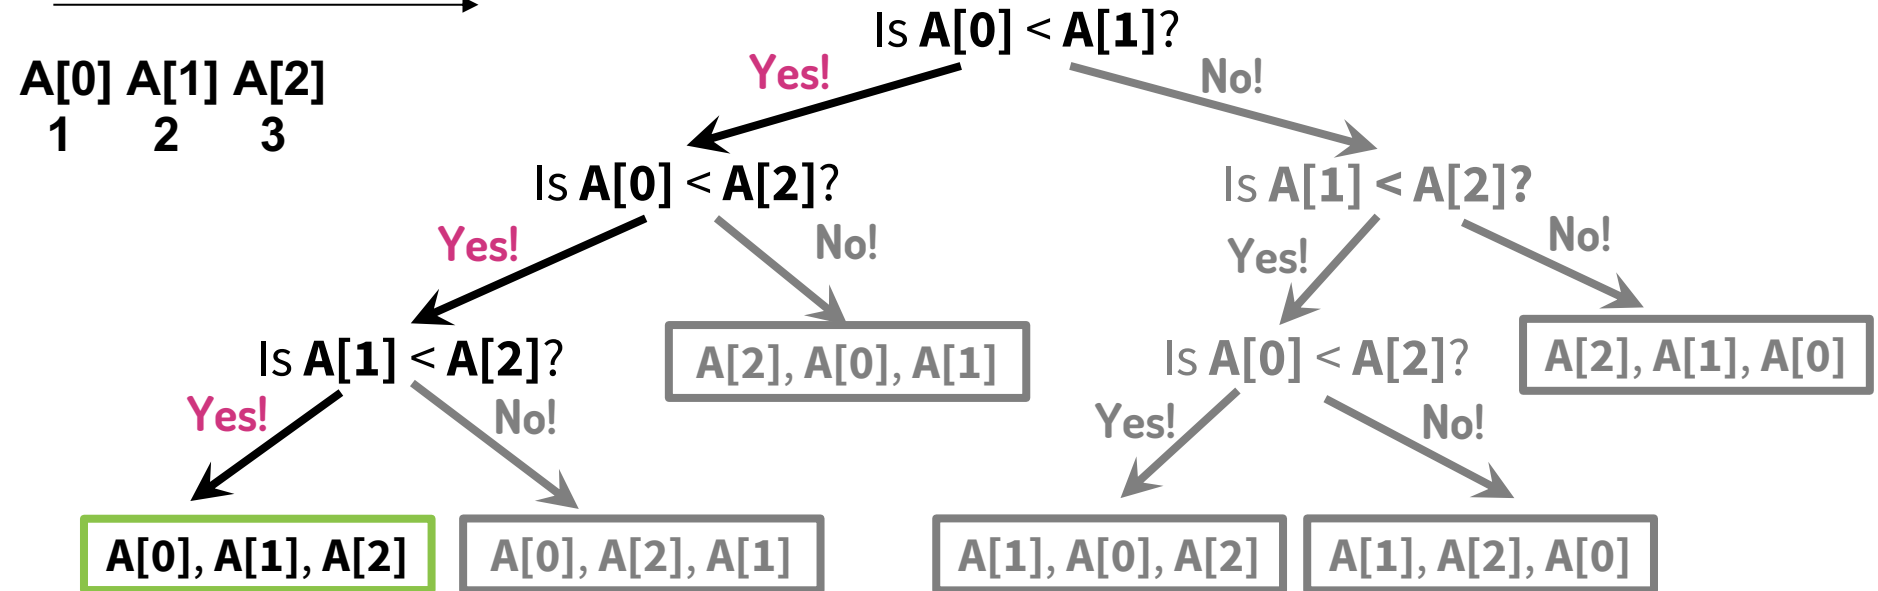 Is A[0] < A[1]?
Yes!
No!
A[0] A[1] A[2]
1 2 3
Is A[0] < A[2]?
Is A[1] < A[2]?
Yes!
No!
Yes!
No!
Is A[1] < A[2]?
A[2], A[0], A[1]
Is A[0] < A[2]?
A[2], A[1], A[0]
Yes!
No!
Yes!
No!
A[0], A[1], A[2]
A[0], A[2], A[1]
A[1], A[0], A[2]
A[1], A[2], A[0]